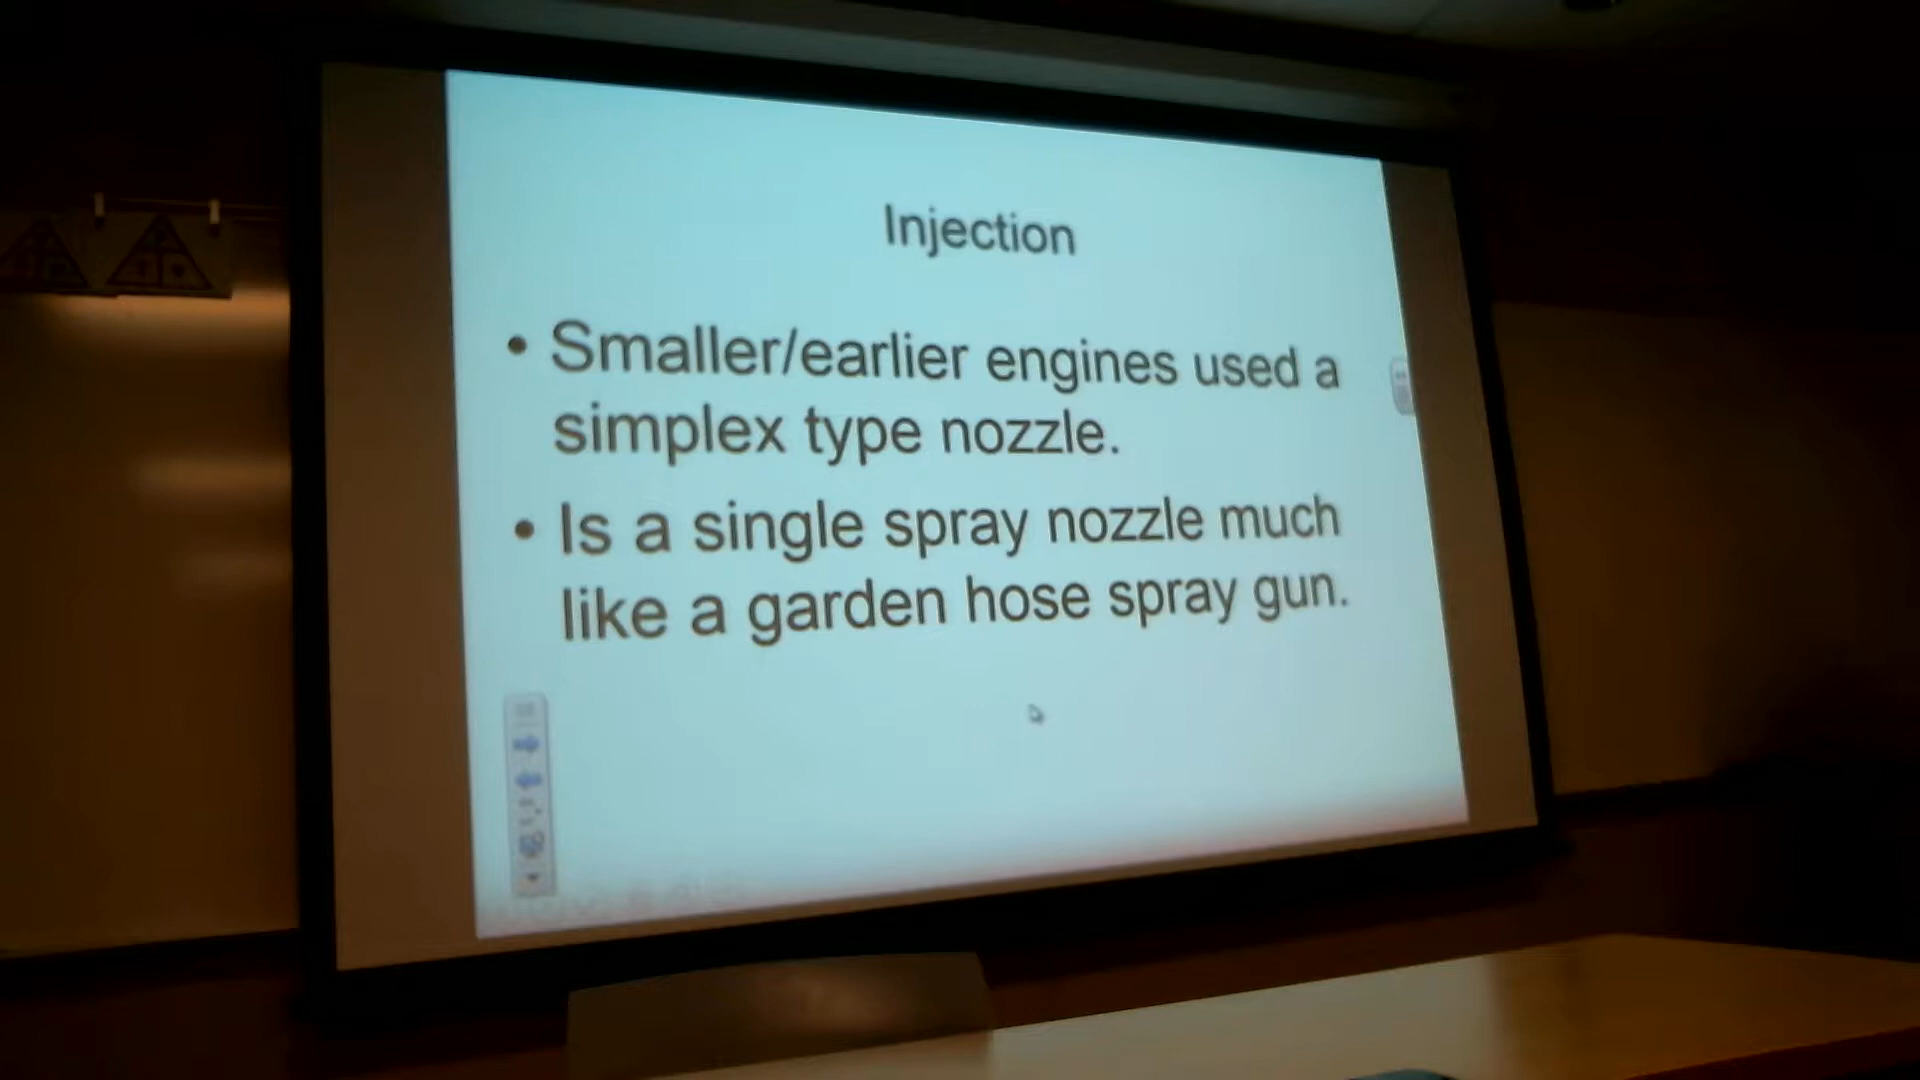 Injection
• Smaller/earlier engines used a
simplex type nozzle.
• Is a single spray nozzle much
like a garden hose spray gun.